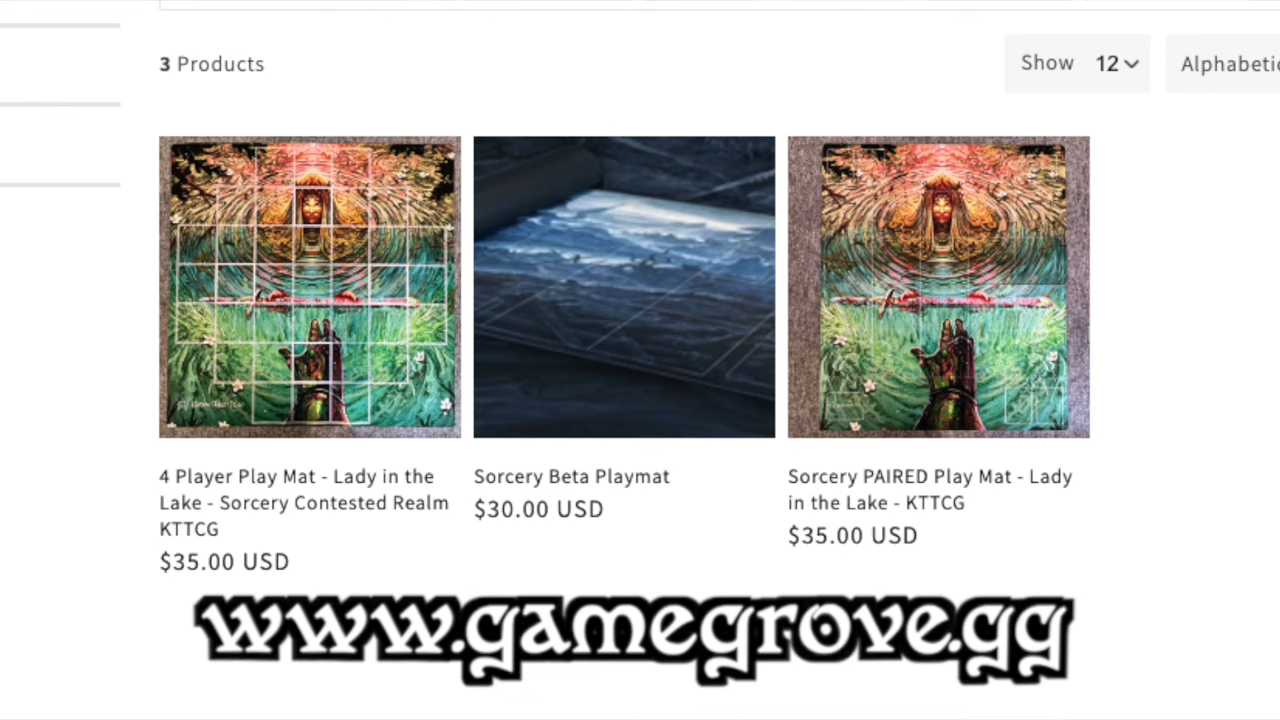 3 Products
Show 12
4 Player Play Mat - Lady in the
Lake - Sorcery Contested Realm
KTTCG
$35.00 USD
Sorcery Beta Playmat
$30.00 USD
Sorcery PAIRED Play Mat - Lady
in the Lake - KTTCG
$35.00 USD
www.gamegrove.gg